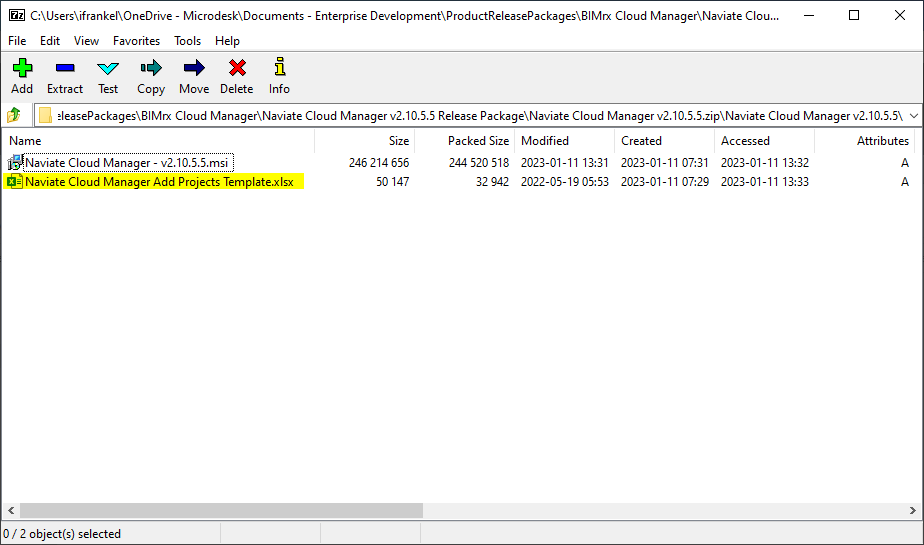 C:\Users\ifrankel\OneDrive - Microdesk\Documents - Enterprise Development\ProductReleasePackages\BIMrx Cloud Manager\Naviate Clou...
File Edit View Favorites Tools Help
Add Extract Test Copy Move Delete Info
eleasePackages\BIMrx Cloud Manager\Naviate Cloud Manager v2.10.5.5 Release Package\Naviate Cloud Manager v2.10.5.5.zip\Naviate Cloud Manager v2.10.5.5\
Name Size Packed Size Modified Created Accessed Attributes
Naviate Cloud Manager - v2.10.5.5.msi 246 214 656 244 520 518 2023-01-11 13:31 2023-01-11 07:31 2023-01-11 13:32 A
Naviate Cloud Manager Add Projects Template.xlsx 50 147 32 942 2022-05-19 05:53 2023-01-11 07:29 2023-01-11 13:33 A
0 / 2 object(s) selected